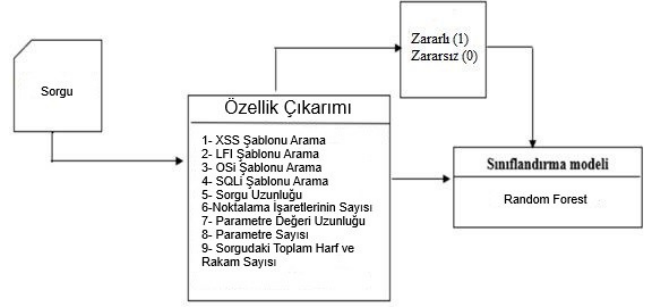 Sorgu
Özellik Çıkarımı
1- XSS Şablonu Arama
2- LFI Şablonu Arama
3- OSi Şablonu Arama
4- SQLi Şablonu Arama
5- Sorgu Uzunluğu
6-Noktalama İşaretlerinin Sayısı
7- Parametre Değeri Uzunluğu
8- Parametre Sayısı
9- Sorgudaki Toplam Harf ve
Rakam Sayısı
Zararlı (1)
Zararsız (0)
Sınıflandırma modeli
Random Forest